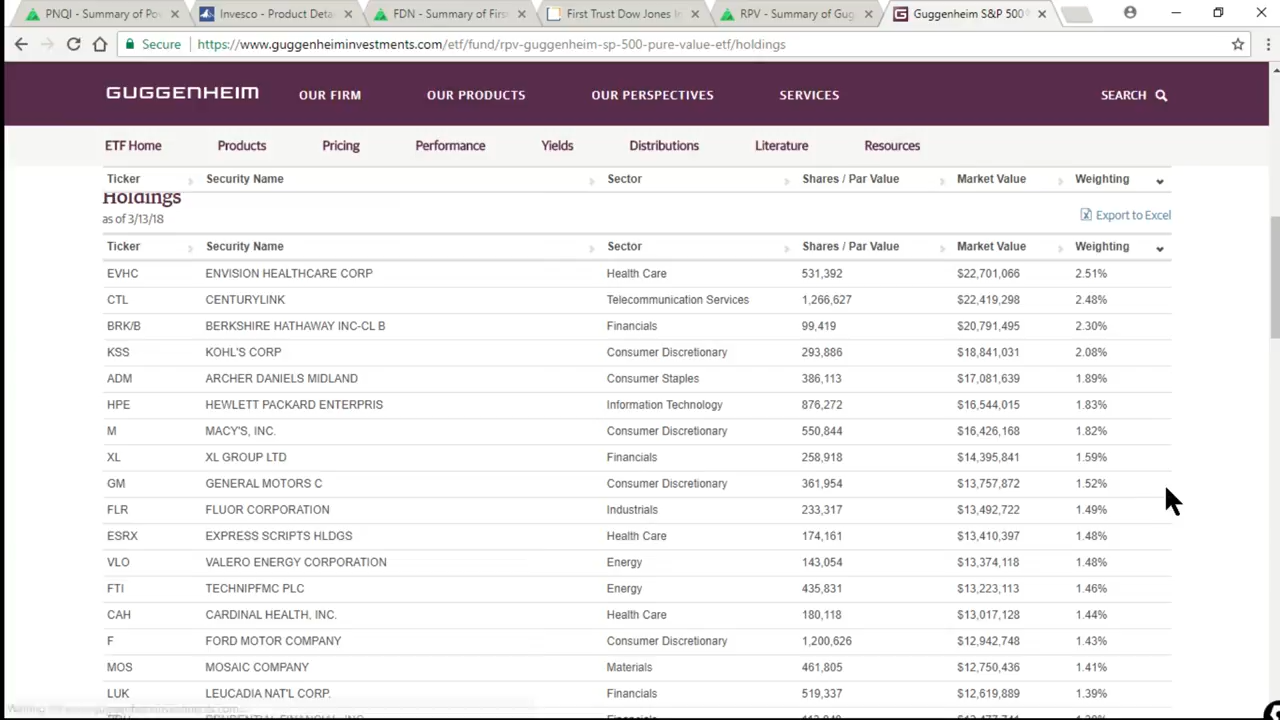 PNQI - Summary of Po
Invesco - Product Deta
FDN - Summary of Firs
First Trust Dow Jones I
RPV - Summary of Gug
Guggenheim S&P 500®
Secure
https://www.guggenheiminvestments.com/etf/fund/rpv-guggenheim-sp-500-pure-value-etf/holdings
GUGGENHEIM OUR FIRM OUR PRODUCTS OUR PERSPECTIVES SERVICES SEARCH
ETF Home Products Pricing Performance Yields Distributions Literature Resources
Ticker Security Name Sector Shares / Par Value Market Value Weighting
Holdings
as of 3/13/18 Export to Excel
Ticker Security Name Sector Shares / Par Value Market Value Weighting
EVHC ENVISION HEALTHCARE CORP Health Care 531,392 $22,701,066 2.51%
CTL CENTURYLINK Telecommunication Services 1,266,627 $22,419,298 2.48%
BRK/B BERKSHIRE HATHAWAY INC-CL B Financials 99,419 $20,791,495 2.30%
KSS KOHL'S CORP Consumer Discretionary 293,886 $18,841,031 2.08%
ADM ARCHER DANIELS MIDLAND Consumer Staples 386,113 $17,081,639 1.89%
HPE HEWLETT PACKARD ENTERPRIS Information Technology 876,272 $16,544,015 1.83%
M MACY'S, INC. Consumer Discretionary 550,844 $16,426,168 1.82%
XL XL GROUP LTD Financials 258,918 $14,395,841 1.59%
GM GENERAL MOTORS C Consumer Discretionary 361,954 $13,757,872 1.52%
FLR FLUOR CORPORATION Industrials 233,317 $13,492,722 1.49%
ESRX EXPRESS SCRIPTS HLDGS Health Care 174,161 $13,410,397 1.48%
VLO VALERO ENERGY CORPORATION Energy 143,054 $13,374,118 1.48%
FTI TECHNIPFMC PLC Energy 435,831 $13,223,113 1.46%
CAH CARDINAL HEALTH, INC. Health Care 180,118 $13,017,128 1.44%
F FORD MOTOR COMPANY Consumer Discretionary 1,200,626 $12,942,748 1.43%
MOS MOSAIC COMPANY Materials 461,805 $12,750,436 1.41%
LUK LEUCADIA NAT'L CORP. Financials 519,337 $12,619,889 1.39%